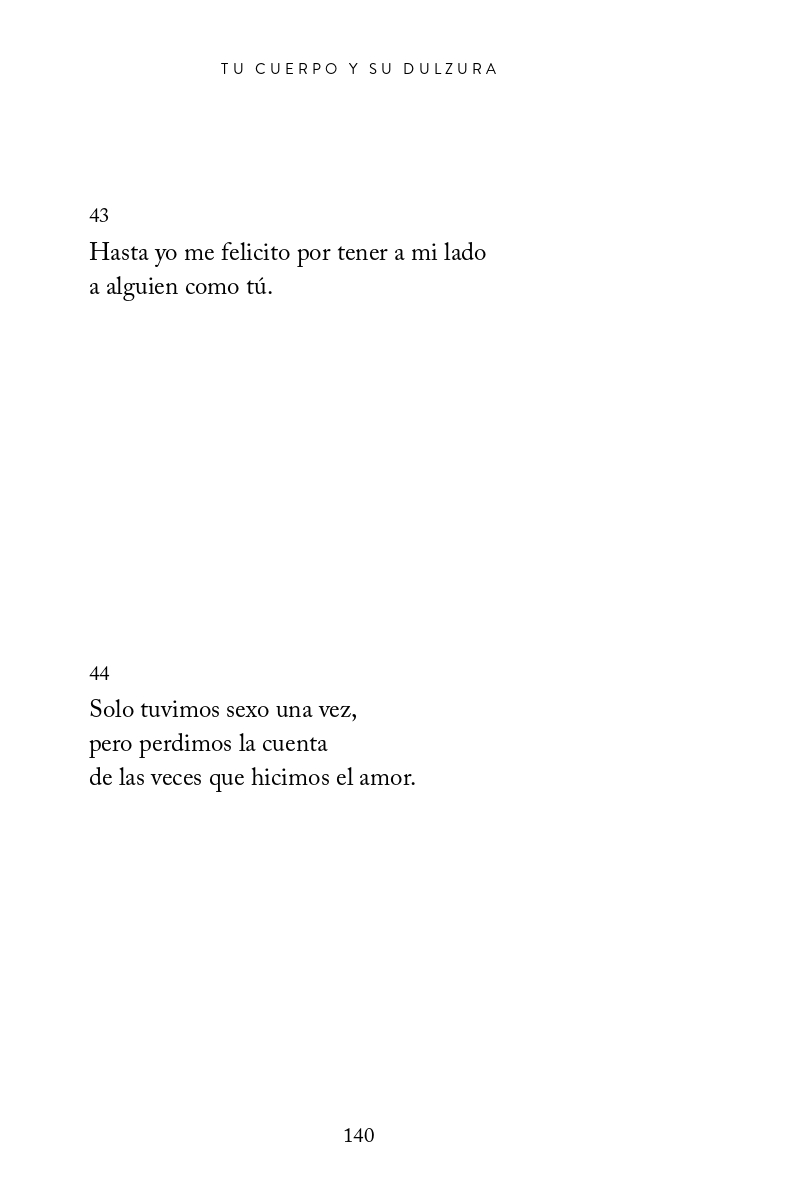 TU CUERPO Y SU DULZURA
43
Hasta yo me felicito por tener a mi lado
a alguien como tú.
44
Solo tuvimos sexo una vez,
pero perdimos la cuenta
de las veces que hicimos el amor.
140